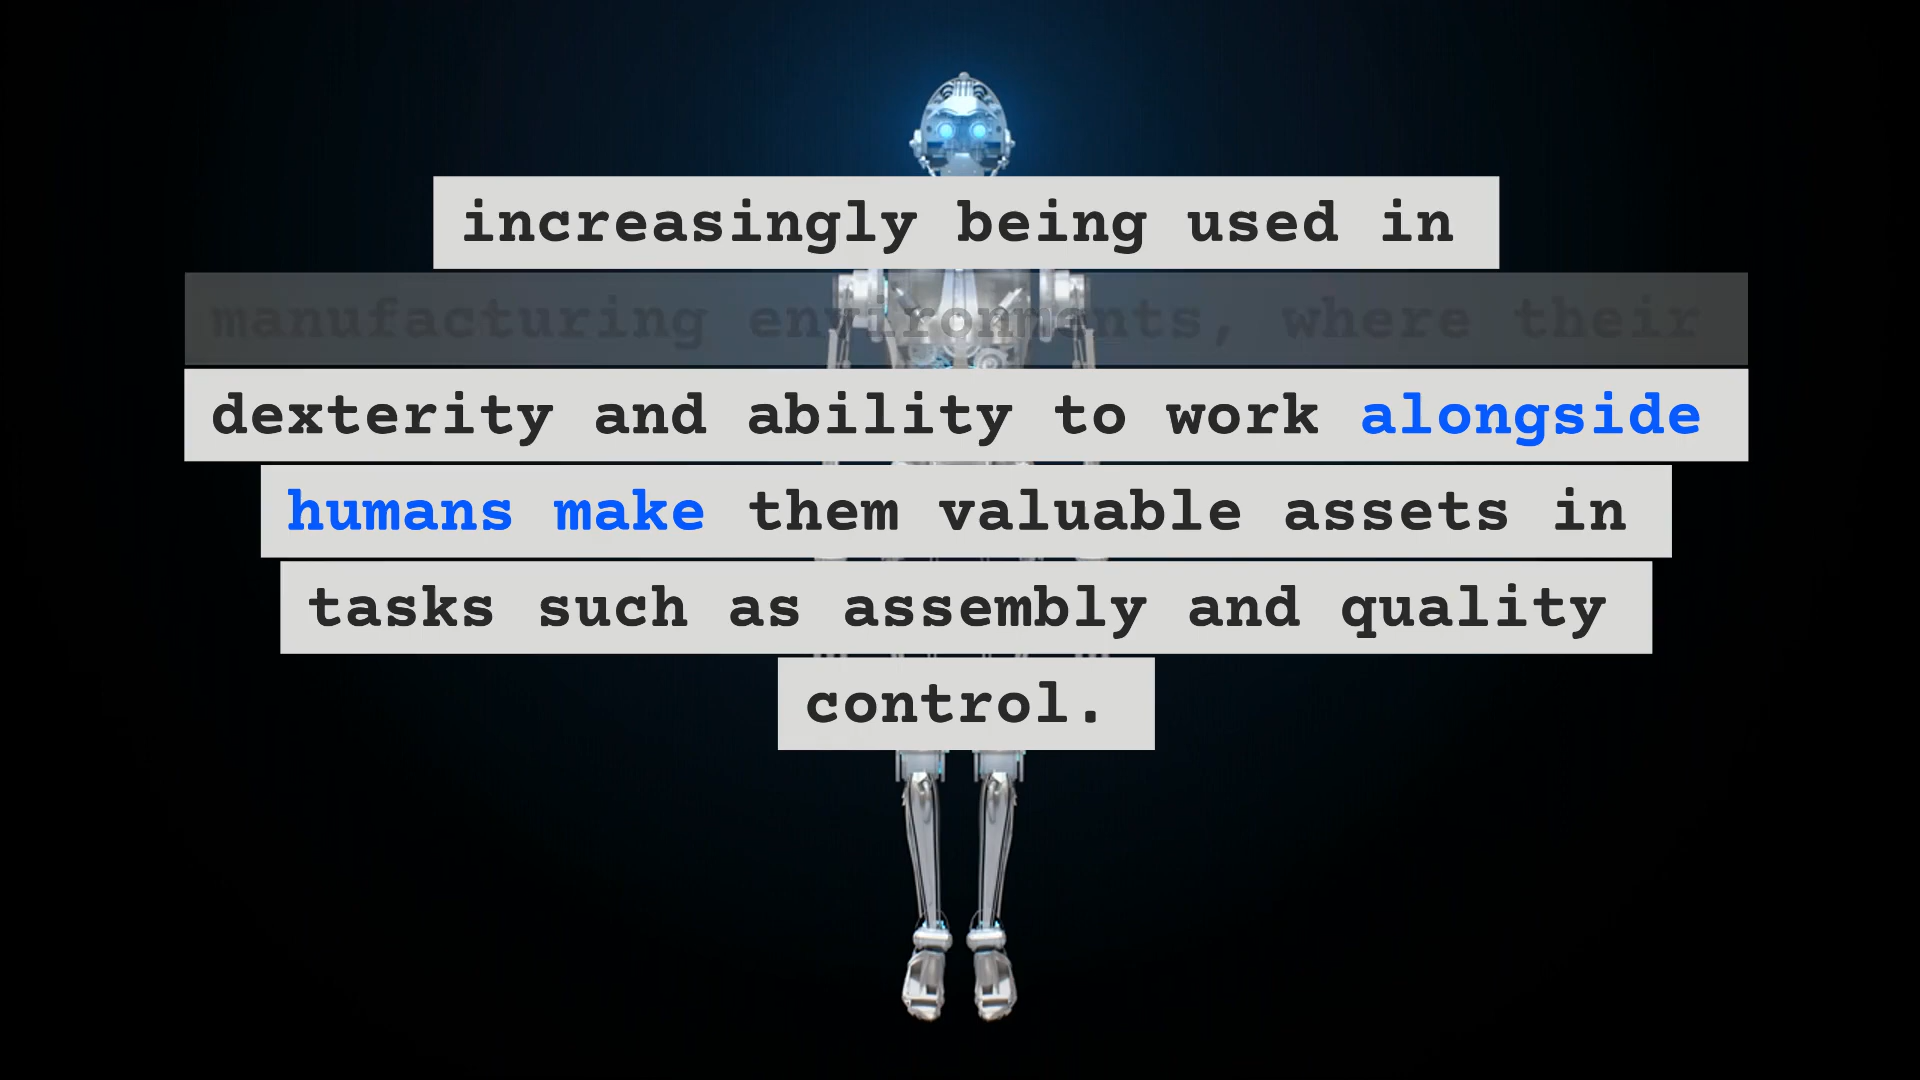 increasingly being used in
manufacturing environments, where their
dexterity and ability to work alongside
humans make them valuable assets in
tasks such as assembly and quality
control.